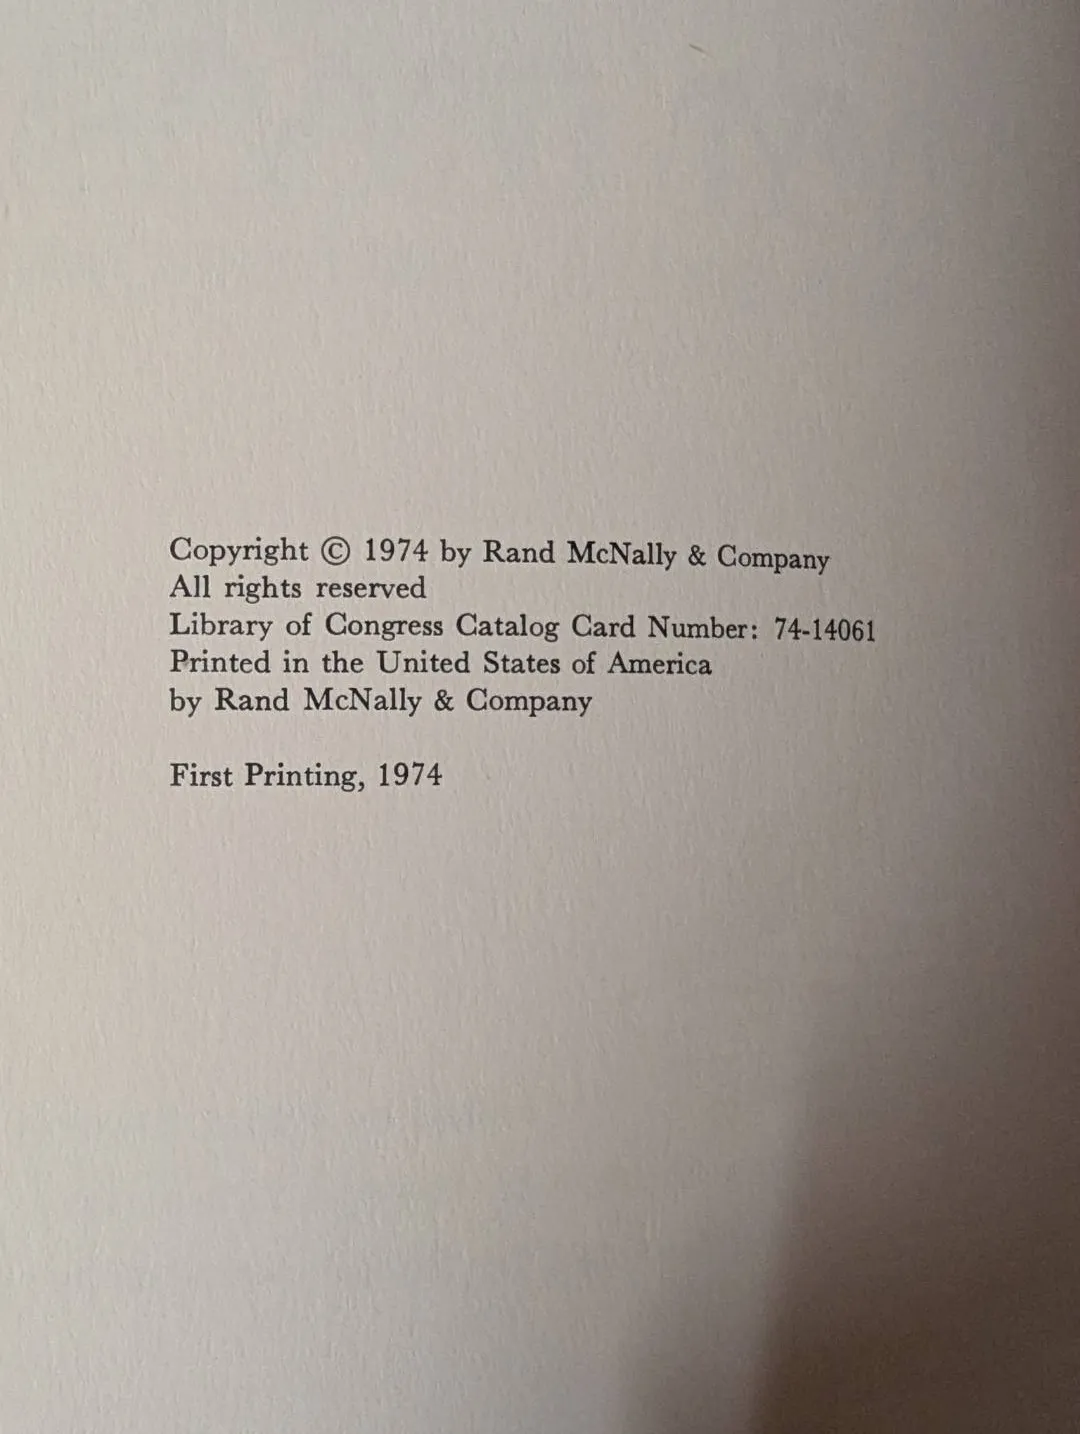 Copyright © 1974 by Rand McNally & Company
All rights reserved
Library of Congress Catalog Card Number: 74-14061
Printed in the United States of America
by Rand McNally & Company
First Printing, 1974